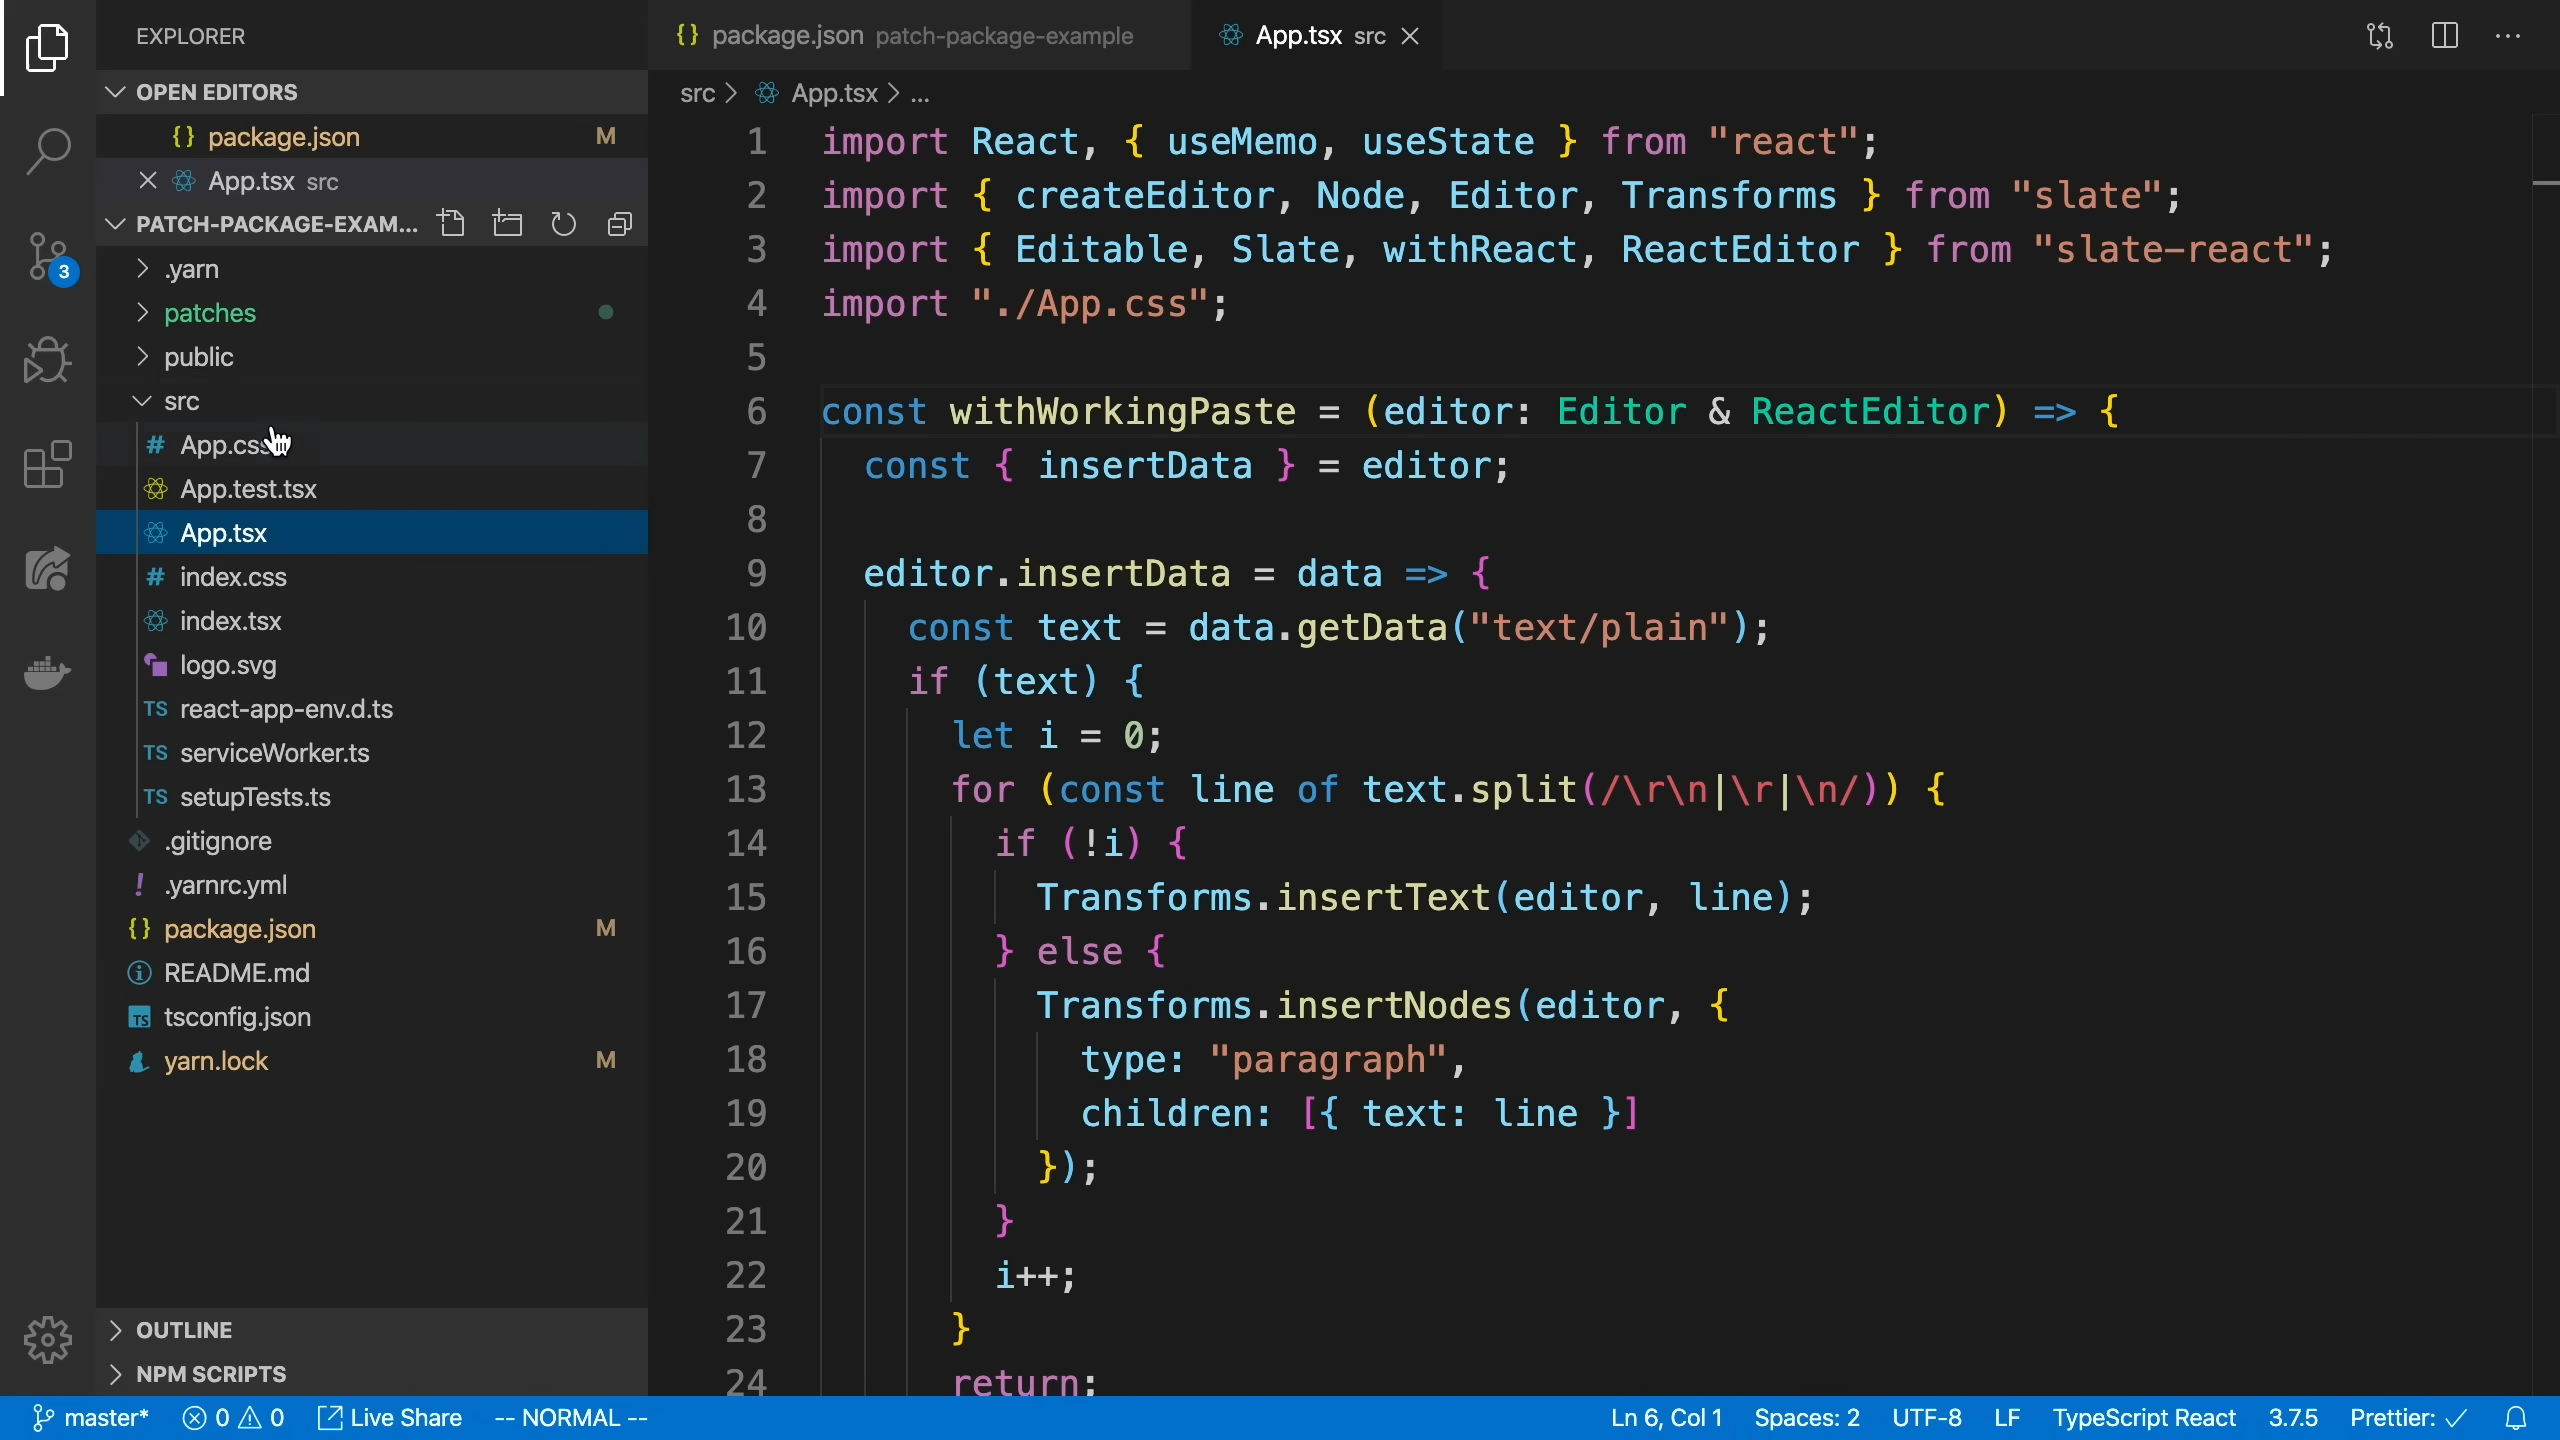 EXPLORER
OPEN EDITORS
{} package.json M
App.tsx src
PATCH-PACKAGE-EXAM...
.yarn
patches
public
src
# App.css
App.test.tsx
App.tsx
# index.css
index.tsx
logo.svg
TS react-app-env.d.ts
TS serviceWorker.ts
TS setupTests.ts
.gitignore
! .yarnrc.yml
{} package.json M
README.md
TS tsconfig.json
yarn.lock M
OUTLINE
NPM SCRIPTS
3
{} package.json patch-package-example
App.tsx src
src > App.tsx > ...
1 import React, { useMemo, useState } from "react";
2 import { createEditor, Node, Editor, Transforms } from "slate";
3 import { Editable, Slate, withReact, ReactEditor } from "slate-react";
4 import "./App.css";
5
6 const withWorkingPaste = (editor: Editor & ReactEditor) => {
7 const { insertData } = editor;
8
9 editor.insertData = data => {
10 const text = data.getData("text/plain");
11 if (text) {
12 let i = 0;
13 for (const line of text.split(/\r\n|\r|\n/)) {
14 if (!i) {
15 Transforms.insertText(editor, line);
16 } else {
17 Transforms.insertNodes(editor, {
18 type: "paragraph",
19 children: [{ text: line }]
20 });
21 }
22 i++;
23 }
24 return;
master* 0 0 Live Share -- NORMAL -- Ln 6, Col 1 Spaces: 2 UTF-8 LF TypeScript React 3.7.5 Prettier: ✓